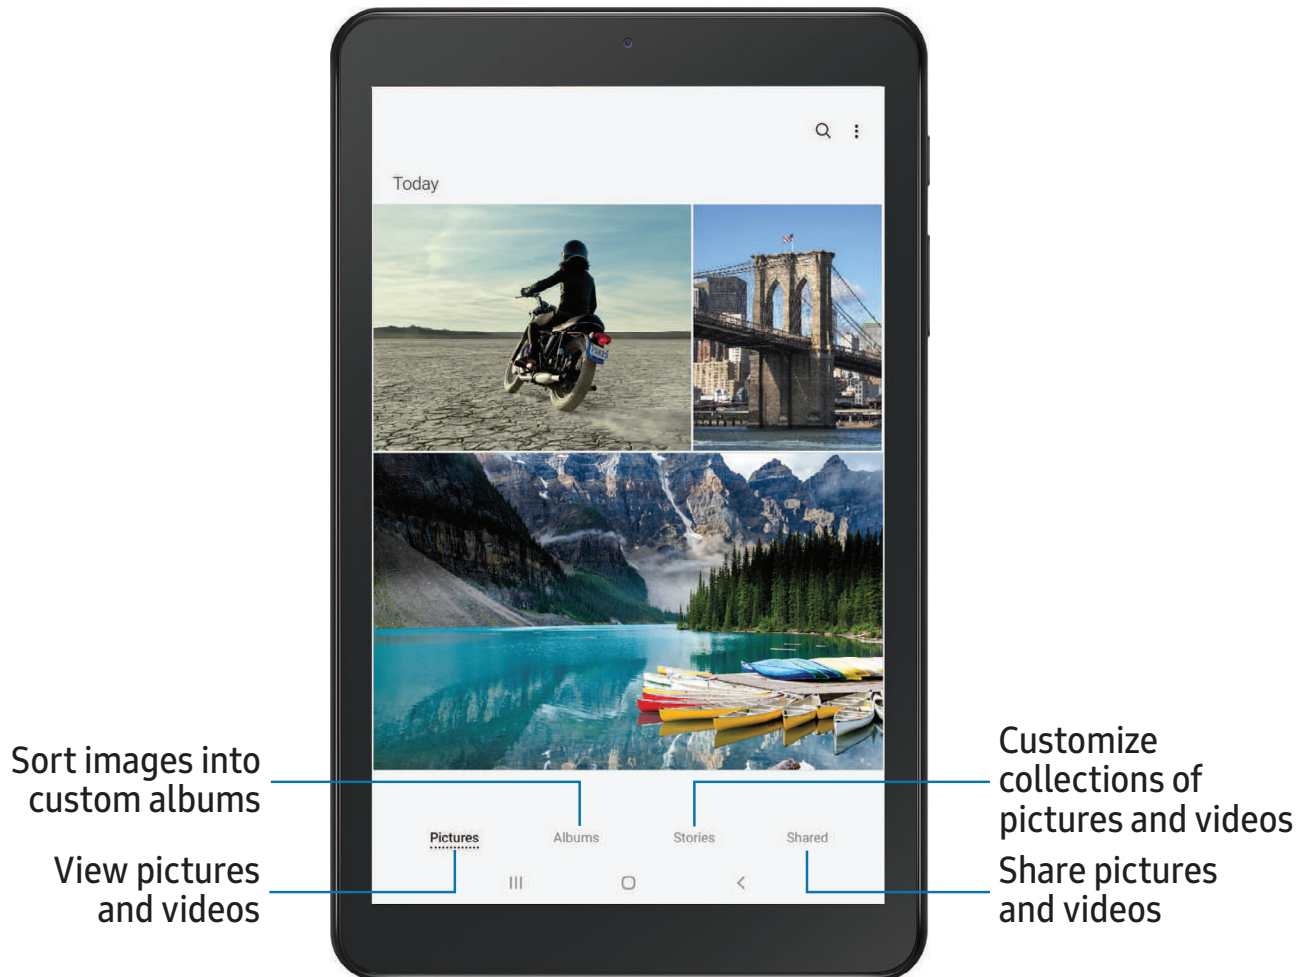 Today
Sort images into
custom albums
View pictures
and videos
Pictures
Albums
Stories
Shared
Customize
collections of
pictures and videos
Share pictures
and videos